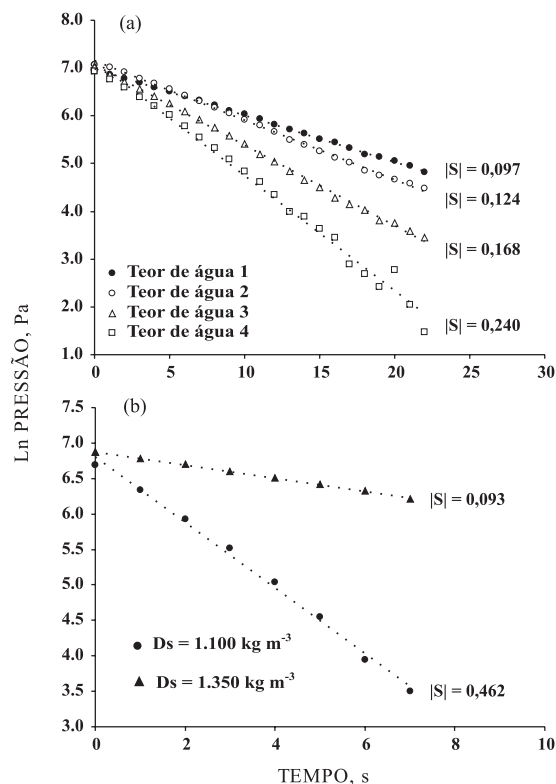 (a)
8.0
7.0
6.0
5.0
4.0
3.0
2.0
1.0
|S| = 0,097
|S| = 0,124
|S| = 0,168
|S| = 0,240
Teor de água 1
Teor de água 2
Teor de água 3
Teor de água 4
0 5 10 15 20 25 30
Ln PRESSÃO, Pa
(b)
7.5
7.0
6.5
6.0
5.5
5.0
4.5
4.0
3.5
3.0
|S| = 0,093
Ds = 1.100 kg m⁻³
Ds = 1.350 kg m⁻³
|S| = 0,462
0 2 4 6 8 10
TEMPO, s